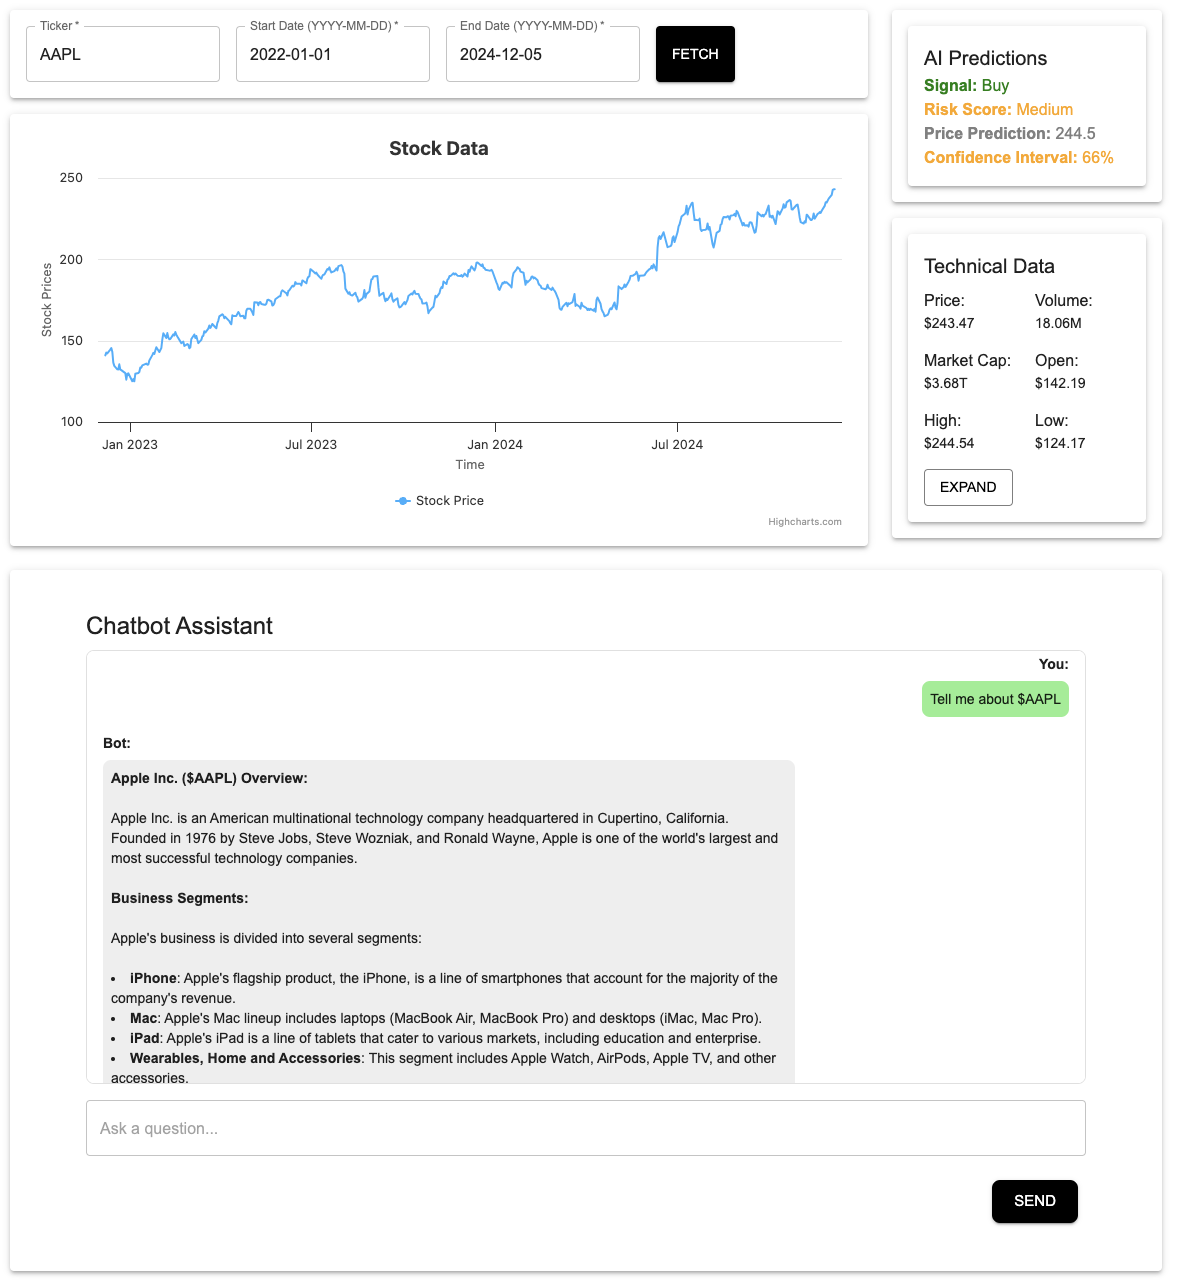 Ticker *
AAPL
Start Date (YYYY-MM-DD) *
2022-01-01
End Date (YYYY-MM-DD) *
2024-12-05
FETCH
Stock Data
250
200
150
100
Stock Prices
Jan 2023
Jul 2023
Jan 2024
Jul 2024
Time
Stock Price
Highcharts.com
AI Predictions
Signal: Buy
Risk Score: Medium
Price Prediction: 244.5
Confidence Interval: 66%
Technical Data
Price:
$243.47
Volume:
18.06M
Market Cap:
$3.68T
Open:
$142.19
High:
$244.54
Low:
$124.17
EXPAND
Chatbot Assistant
You:
Tell me about $AAPL
Bot:
Apple Inc. ($AAPL) Overview:
Apple Inc. is an American multinational technology company headquartered in Cupertino, California.
Founded in 1976 by Steve Jobs, Steve Wozniak, and Ronald Wayne, Apple is one of the world's largest and
most successful technology companies.
Business Segments:
Apple's business is divided into several segments:
• iPhone: Apple's flagship product, the iPhone, is a line of smartphones that account for the majority of the
company's revenue.
• Mac: Apple's Mac lineup includes laptops (MacBook Air, MacBook Pro) and desktops (iMac, Mac Pro).
• iPad: Apple's iPad is a line of tablets that cater to various markets, including education and enterprise.
• Wearables, Home and Accessories: This segment includes Apple Watch, AirPods, Apple TV, and other
accessories.
Ask a question...
SEND